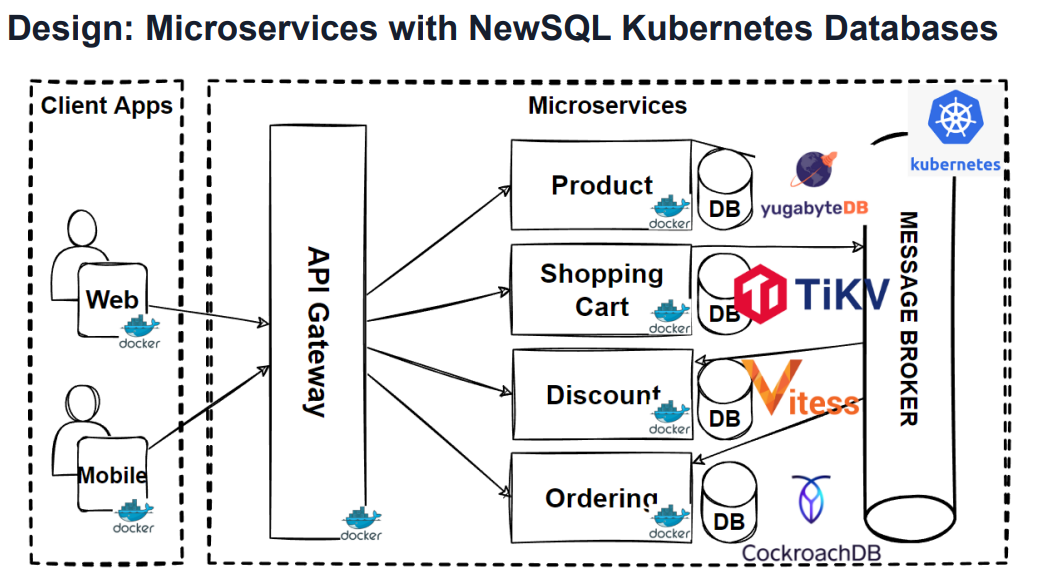 Design: Microservices with NewSQL Kubernetes Databases
Client Apps
Microservices
kubernetes
Web
docker
Mobile
docker
API Gateway
docker
Product
docker
DB
yugabyteDB
Shopping
Cart
docker
DB
TiKV
Discount
docker
DB
Vitess
Ordering
docker
DB
CockroachDB
MESSAGE BROKER